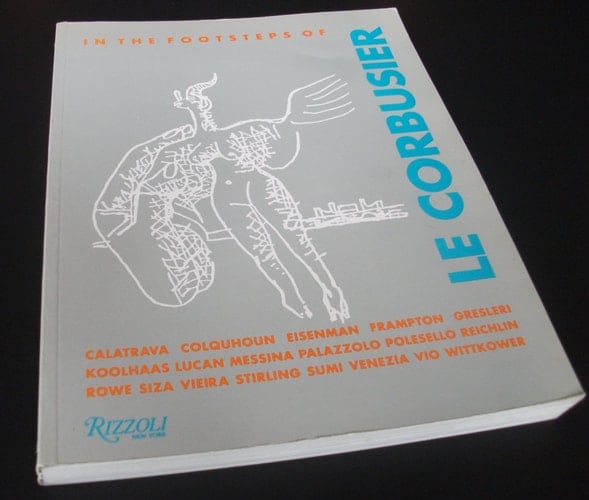 IN THE FOOTSTEPS OF
LE CORBUSIER
CALATRAVA COLQUHOUN EISENMAN FRAMPTON GRESLERI
KOOLHAAS LUCAN MESSINA PALAZZOLO POLESELLO REICHLIN
ROWE SIZA VIEIRA STIRLING SUMI VENEZIA VIO WITTKOWER
RIZZOLI
NEW YORK